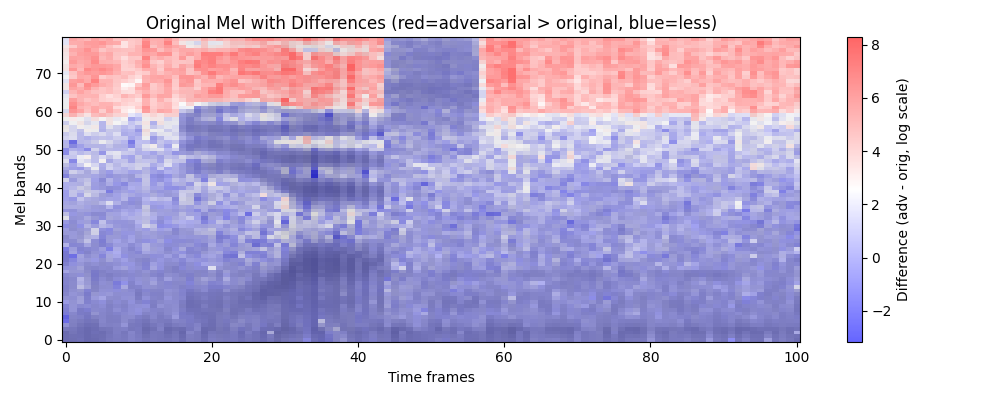 Original Mel with Differences (red=adversarial > original, blue=less)
Mel bands
70
60
50
40
30
20
10
0
0 20 40 60 80 100
Time frames
8
6
4
2
0
−2
Difference (adv - orig, log scale)